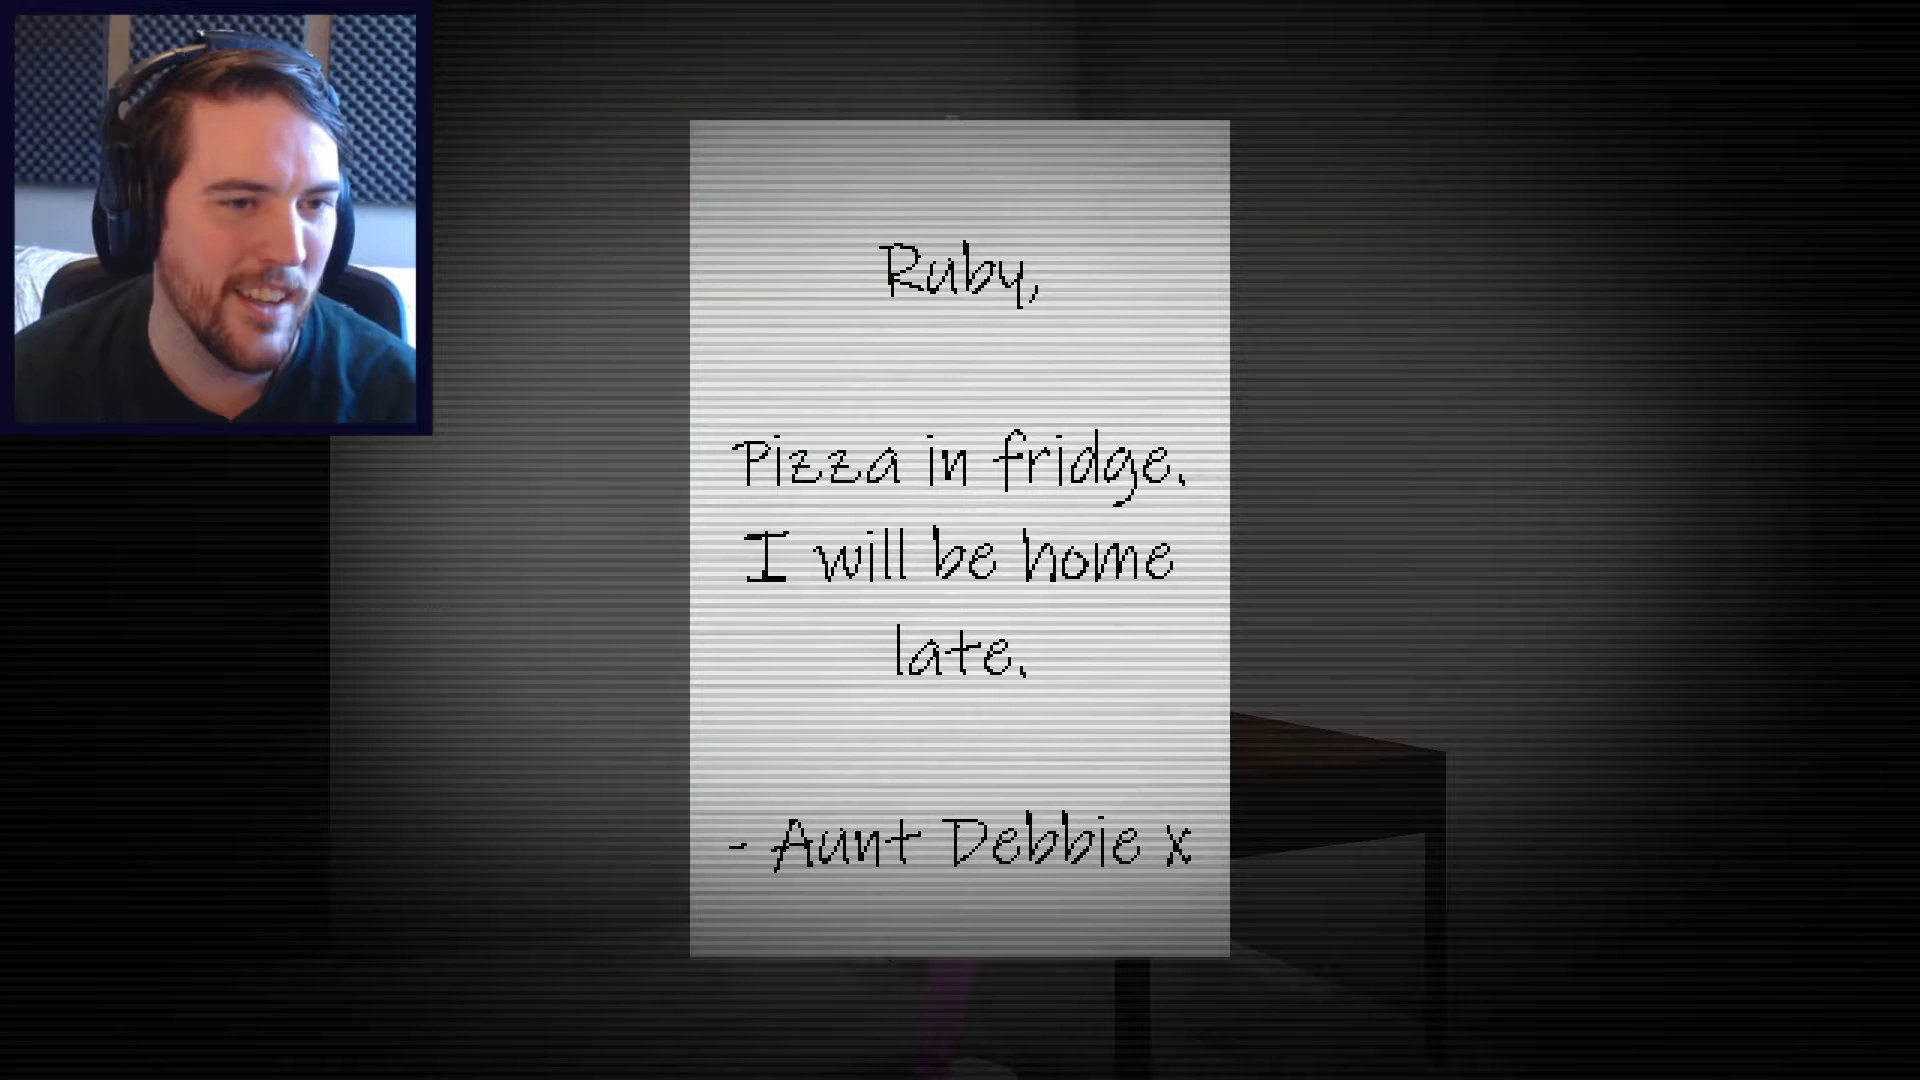 Ruby,
Pizza in fridge.
I will be home
late.
- Aunt Debbie x